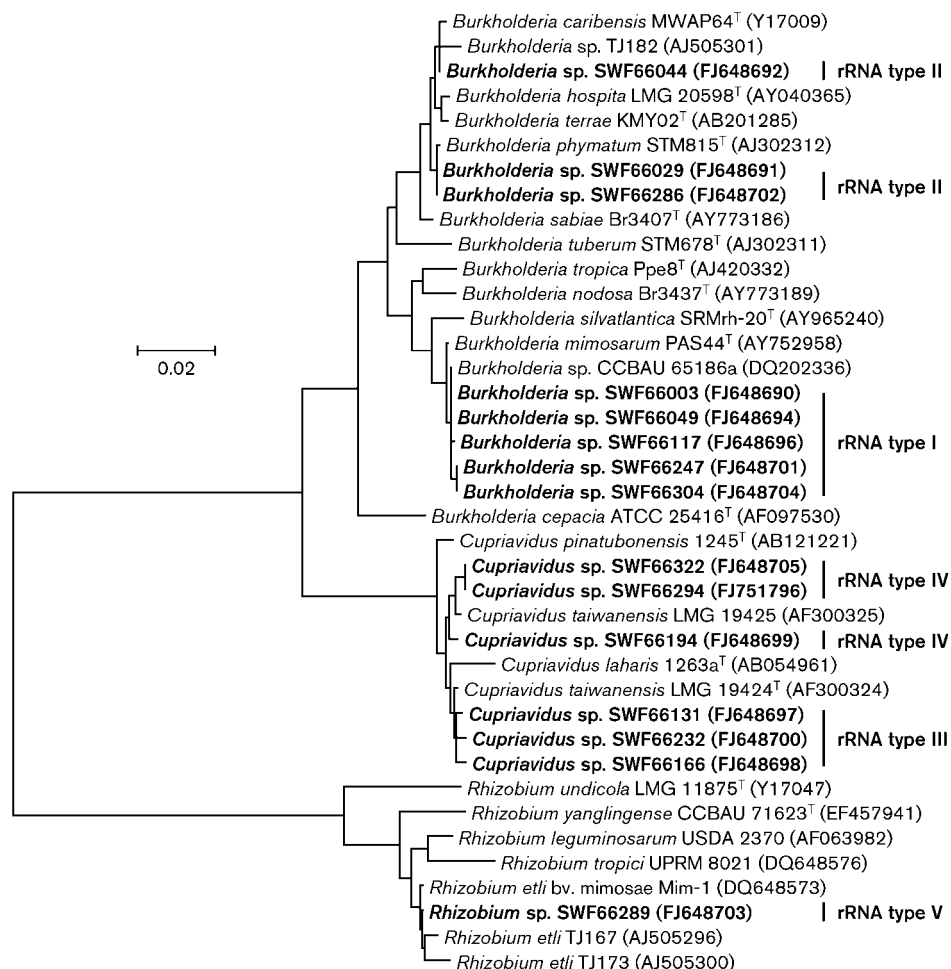 Burkholderia caribensis MWAP64ᵀ (Y17009)
Burkholderia sp. TJ182 (AJ505301)
Burkholderia sp. SWF66044 (FJ648692) rRNA type II
Burkholderia hospita LMG 20598ᵀ (AY040365)
Burkholderia terrae KMY02ᵀ (AB201285)
Burkholderia phymatum STM815ᵀ (AJ302312)
Burkholderia sp. SWF66029 (FJ648691)
rRNA type II
Burkholderia sp. SWF66286 (FJ648702)
Burkholderia sabiae Br3407ᵀ (AY773186)
Burkholderia tuberum STM678ᵀ (AJ302311)
Burkholderia tropica Ppe8ᵀ (AJ420332)
Burkholderia nodosa Br3437ᵀ (AY773189)
Burkholderia silvatlantica SRMrh-20ᵀ (AY965240)
Burkholderia mimosarum PAS44ᵀ (AY752958)
0.02
Burkholderia sp. CCBAU 65186a (DQ202336)
Burkholderia sp. SWF66003 (FJ648690)
Burkholderia sp. SWF66049 (FJ648694)
Burkholderia sp. SWF66117 (FJ648696) rRNA type I
Burkholderia sp. SWF66247 (FJ648701)
Burkholderia sp. SWF66304 (FJ648704)
Burkholderia cepacia ATCC 25416ᵀ (AF097530)
Cupriavidus pinatubonensis 1245ᵀ (AB121221)
Cupriavidus sp. SWF66322 (FJ648705)
rRNA type IV
Cupriavidus sp. SWF66294 (FJ751796)
Cupriavidus taiwanensis LMG 19425 (AF300325)
Cupriavidus sp. SWF66194 (FJ648699) rRNA type IV
Cupriavidus laharis 1263aᵀ (AB054961)
Cupriavidus taiwanensis LMG 19424ᵀ (AF300324)
Cupriavidus sp. SWF66131 (FJ648697)
Cupriavidus sp. SWF66232 (FJ648700) rRNA type III
Cupriavidus sp. SWF66166 (FJ648698)
Rhizobium undicola LMG 11875ᵀ (Y17047)
Rhizobium yanglingense CCBAU 71623ᵀ (EF457941)
Rhizobium leguminosarum USDA 2370 (AF063982)
Rhizobium tropici UPRM 8021 (DQ648576)
Rhizobium etli bv. mimosae Mim-1 (DQ648573)
Rhizobium sp. SWF66289 (FJ648703) rRNA type V
Rhizobium etli TJ167 (AJ505296)
Rhizobium etli TJ173 (AJ505300)